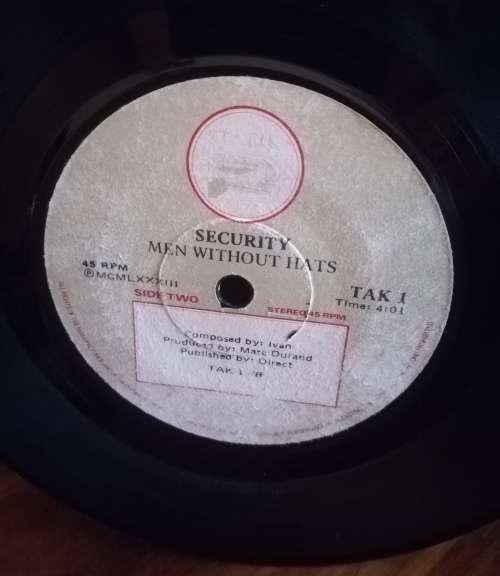 SECURITY
MEN WITHOUT HATS
45 RPM
℗MCMLXXXIII
TAK 1
Time: 4:01
SIDE TWO
STEREO 45 RPM
Composed by: Ivan
Produced by: Marc Durand
Published by: Direct
TAK 1 B